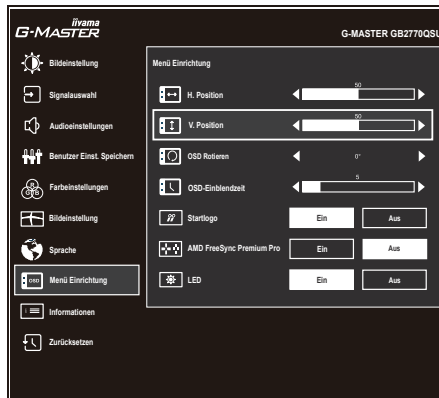 iiyama
G-MASTER
G-MASTER GB2770QSU
Bildeinstellung
Signalauswahl
Audioeinstellungen
Benutzer Einst. Speichern
Farbeinstellungen
Bildeinstellung
Sprache
OSD
Menü Einrichtung
Informationen
Zurücksetzen
Menü Einrichtung
H. Position
50
V. Position
50
OSD Rotieren
0°
OSD-Einblendzeit
5
Startlogo
Ein
Aus
AMD FreeSync Premium Pro
Ein
Aus
LED
Ein
Aus